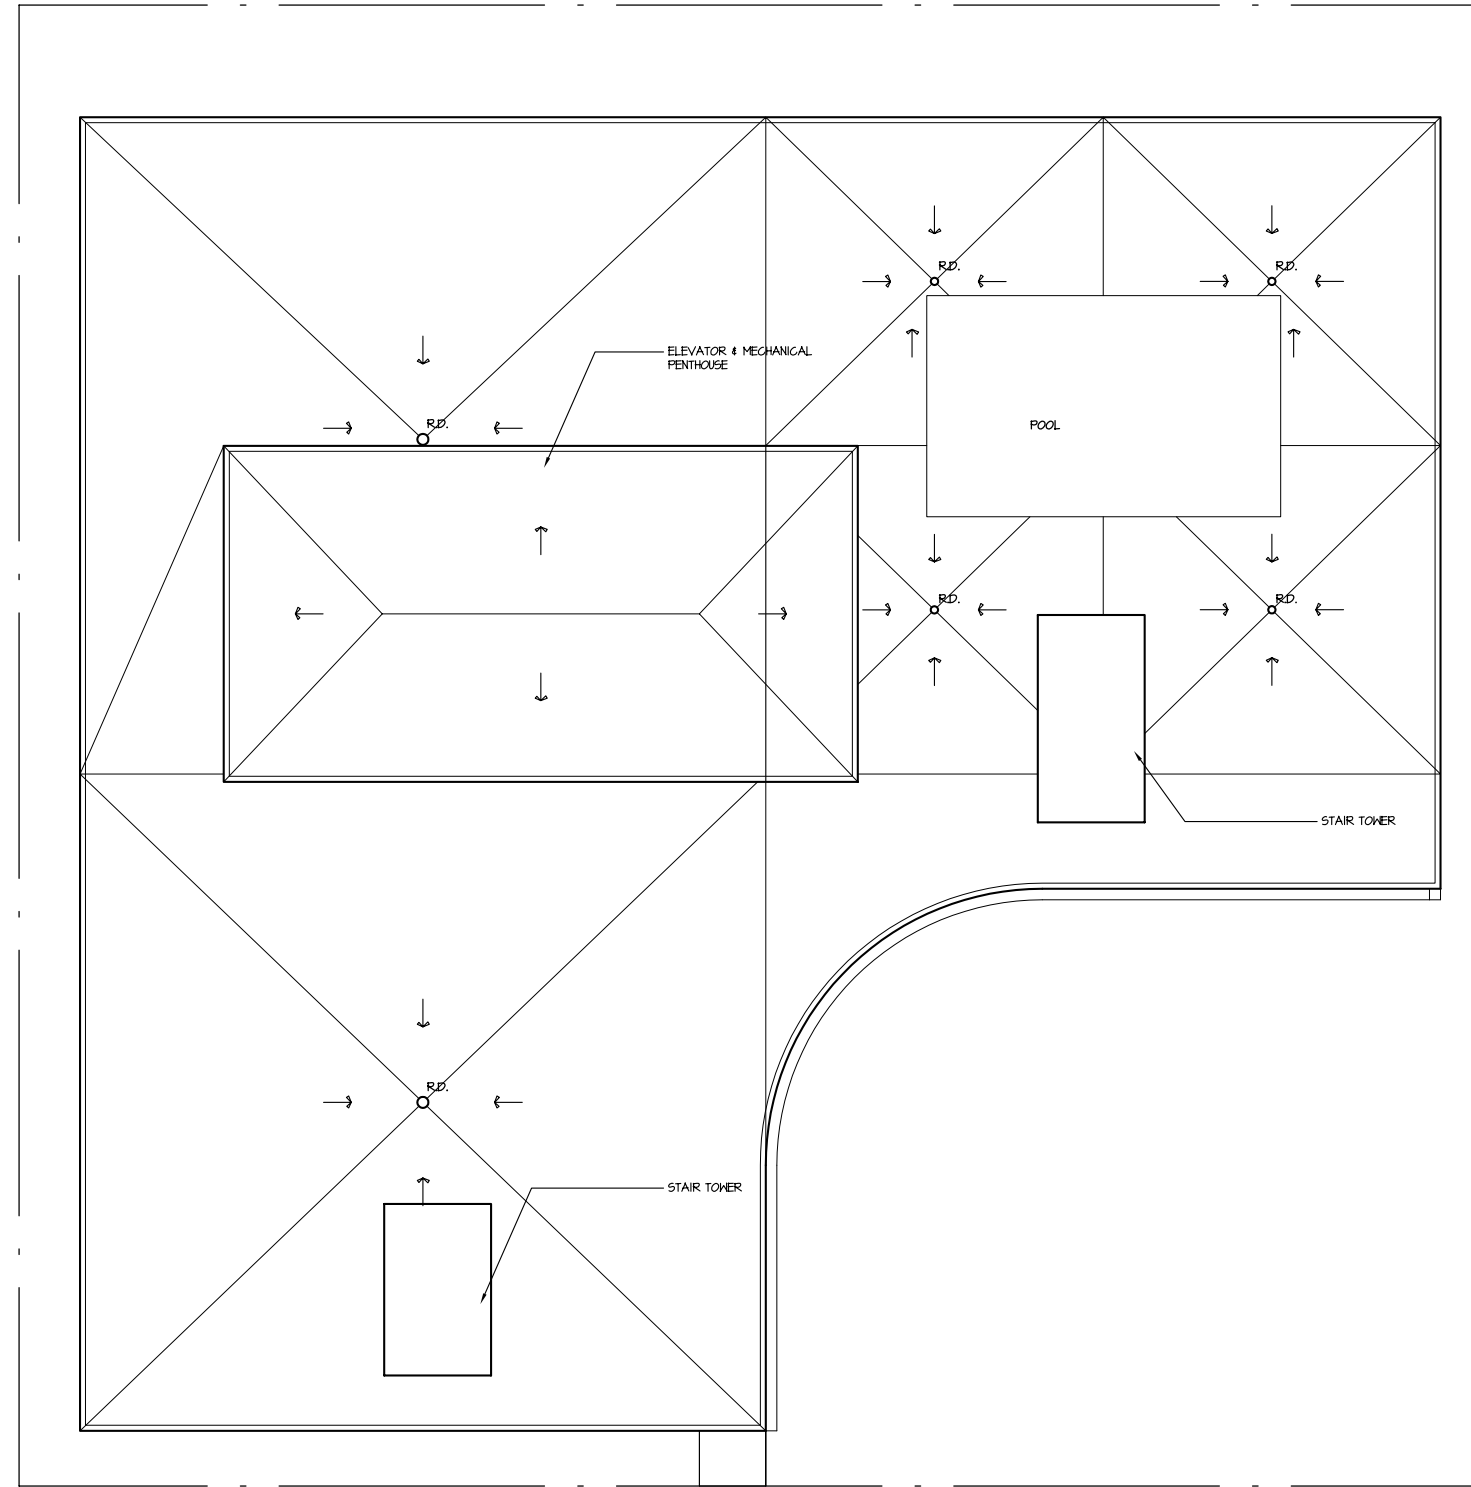 R.D.
R.D.
ELEVATOR & MECHANICAL
PENTHOUSE
R.D.
POOL
R.D.
R.D.
STAIR TOWER
R.D.
STAIR TOWER